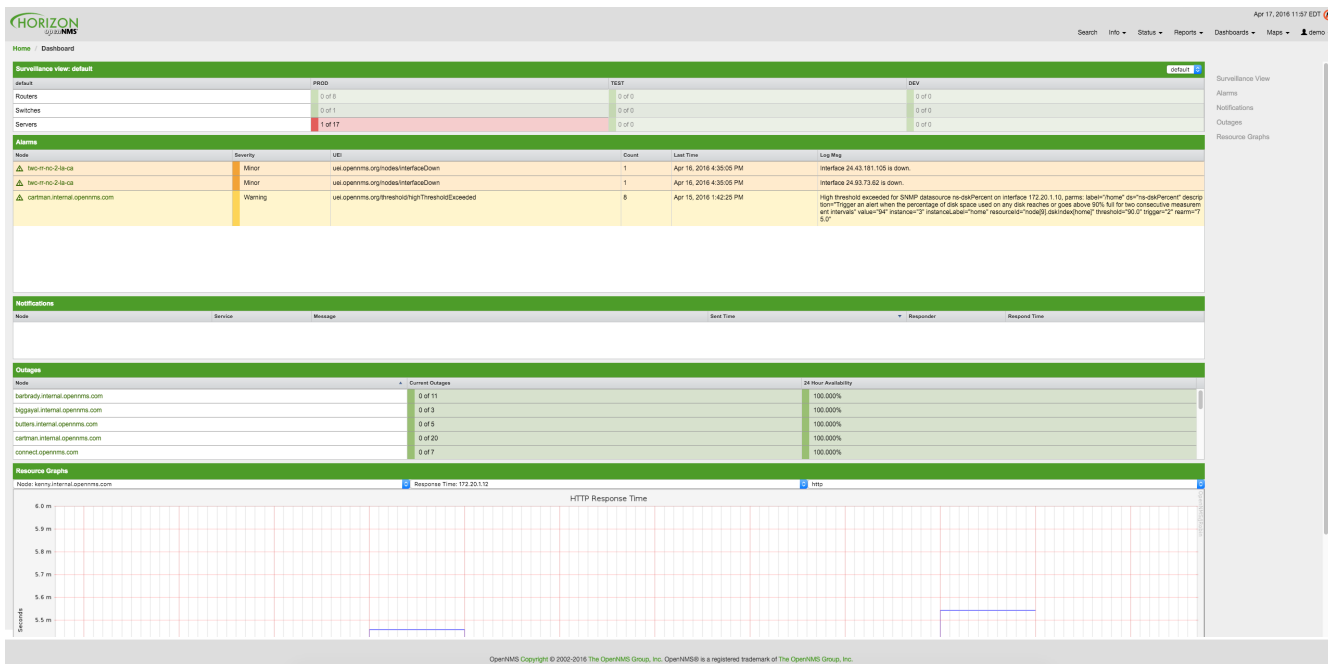 Apr 17, 2016 11:57 EDT
HORIZON
openNMS
Search Info Status Reports Dashboards Maps demo
Home / Dashboard
Surveillance view: default default
default PROD TEST DEV
Routers 0 of 8 0 of 0 0 of 0
Switches 0 of 1 0 of 0 0 of 0
Servers 1 of 17 0 of 0 0 of 0
Surveillance View
Alarms
Notifications
Outages
Resource Graphs
Alarms
Node Severity UEI Count Last Time Log Msg
twc-rr-nc-2-la-ca Minor uei.opennms.org/nodes/interfaceDown 1 Apr 16, 2016 4:35:05 PM Interface 24.43.181.105 is down.
twc-rr-nc-2-la-ca Minor uei.opennms.org/nodes/interfaceDown 1 Apr 16, 2016 4:35:05 PM Interface 24.93.73.62 is down.
cartman.internal.opennms.com Warning uei.opennms.org/threshold/highThresholdExceeded 8 Apr 15, 2016 1:42:25 PM High threshold exceeded for SNMP datasource ns-dskPercent on interface 172.20.1.10, parms: label="/home" ds="ns-dskPercent" descrip
tion="Trigger an alert when the percentage of disk space used on any disk reaches or goes above 90% full for two consecutive measurem
ent intervals" value="94" instance="3" instanceLabel="home" resourceId="node[9].dskIndex[home]" threshold="90.0" trigger="2" rearm="7
5.0"
Notifications
Node Service Message Sent Time Responder Respond Time
Outages
Node Current Outages 24 Hour Availability
barbrady.internal.opennms.com 0 of 11 100.000%
biggayal.internal.opennms.com 0 of 3 100.000%
butters.internal.opennms.com 0 of 5 100.000%
cartman.internal.opennms.com 0 of 20 100.000%
connect.opennms.com 0 of 7 100.000%
Resource Graphs
Node: kenny.internal.opennms.com Response Time: 172.20.1.12 http
HTTP Response Time
6.0 m
5.9 m
5.8 m
5.7 m
5.6 m
5.5 m
Seconds
OpenNMS Copyright © 2002-2016 The OpenNMS Group, Inc. OpenNMS® is a registered trademark of The OpenNMS Group, Inc.